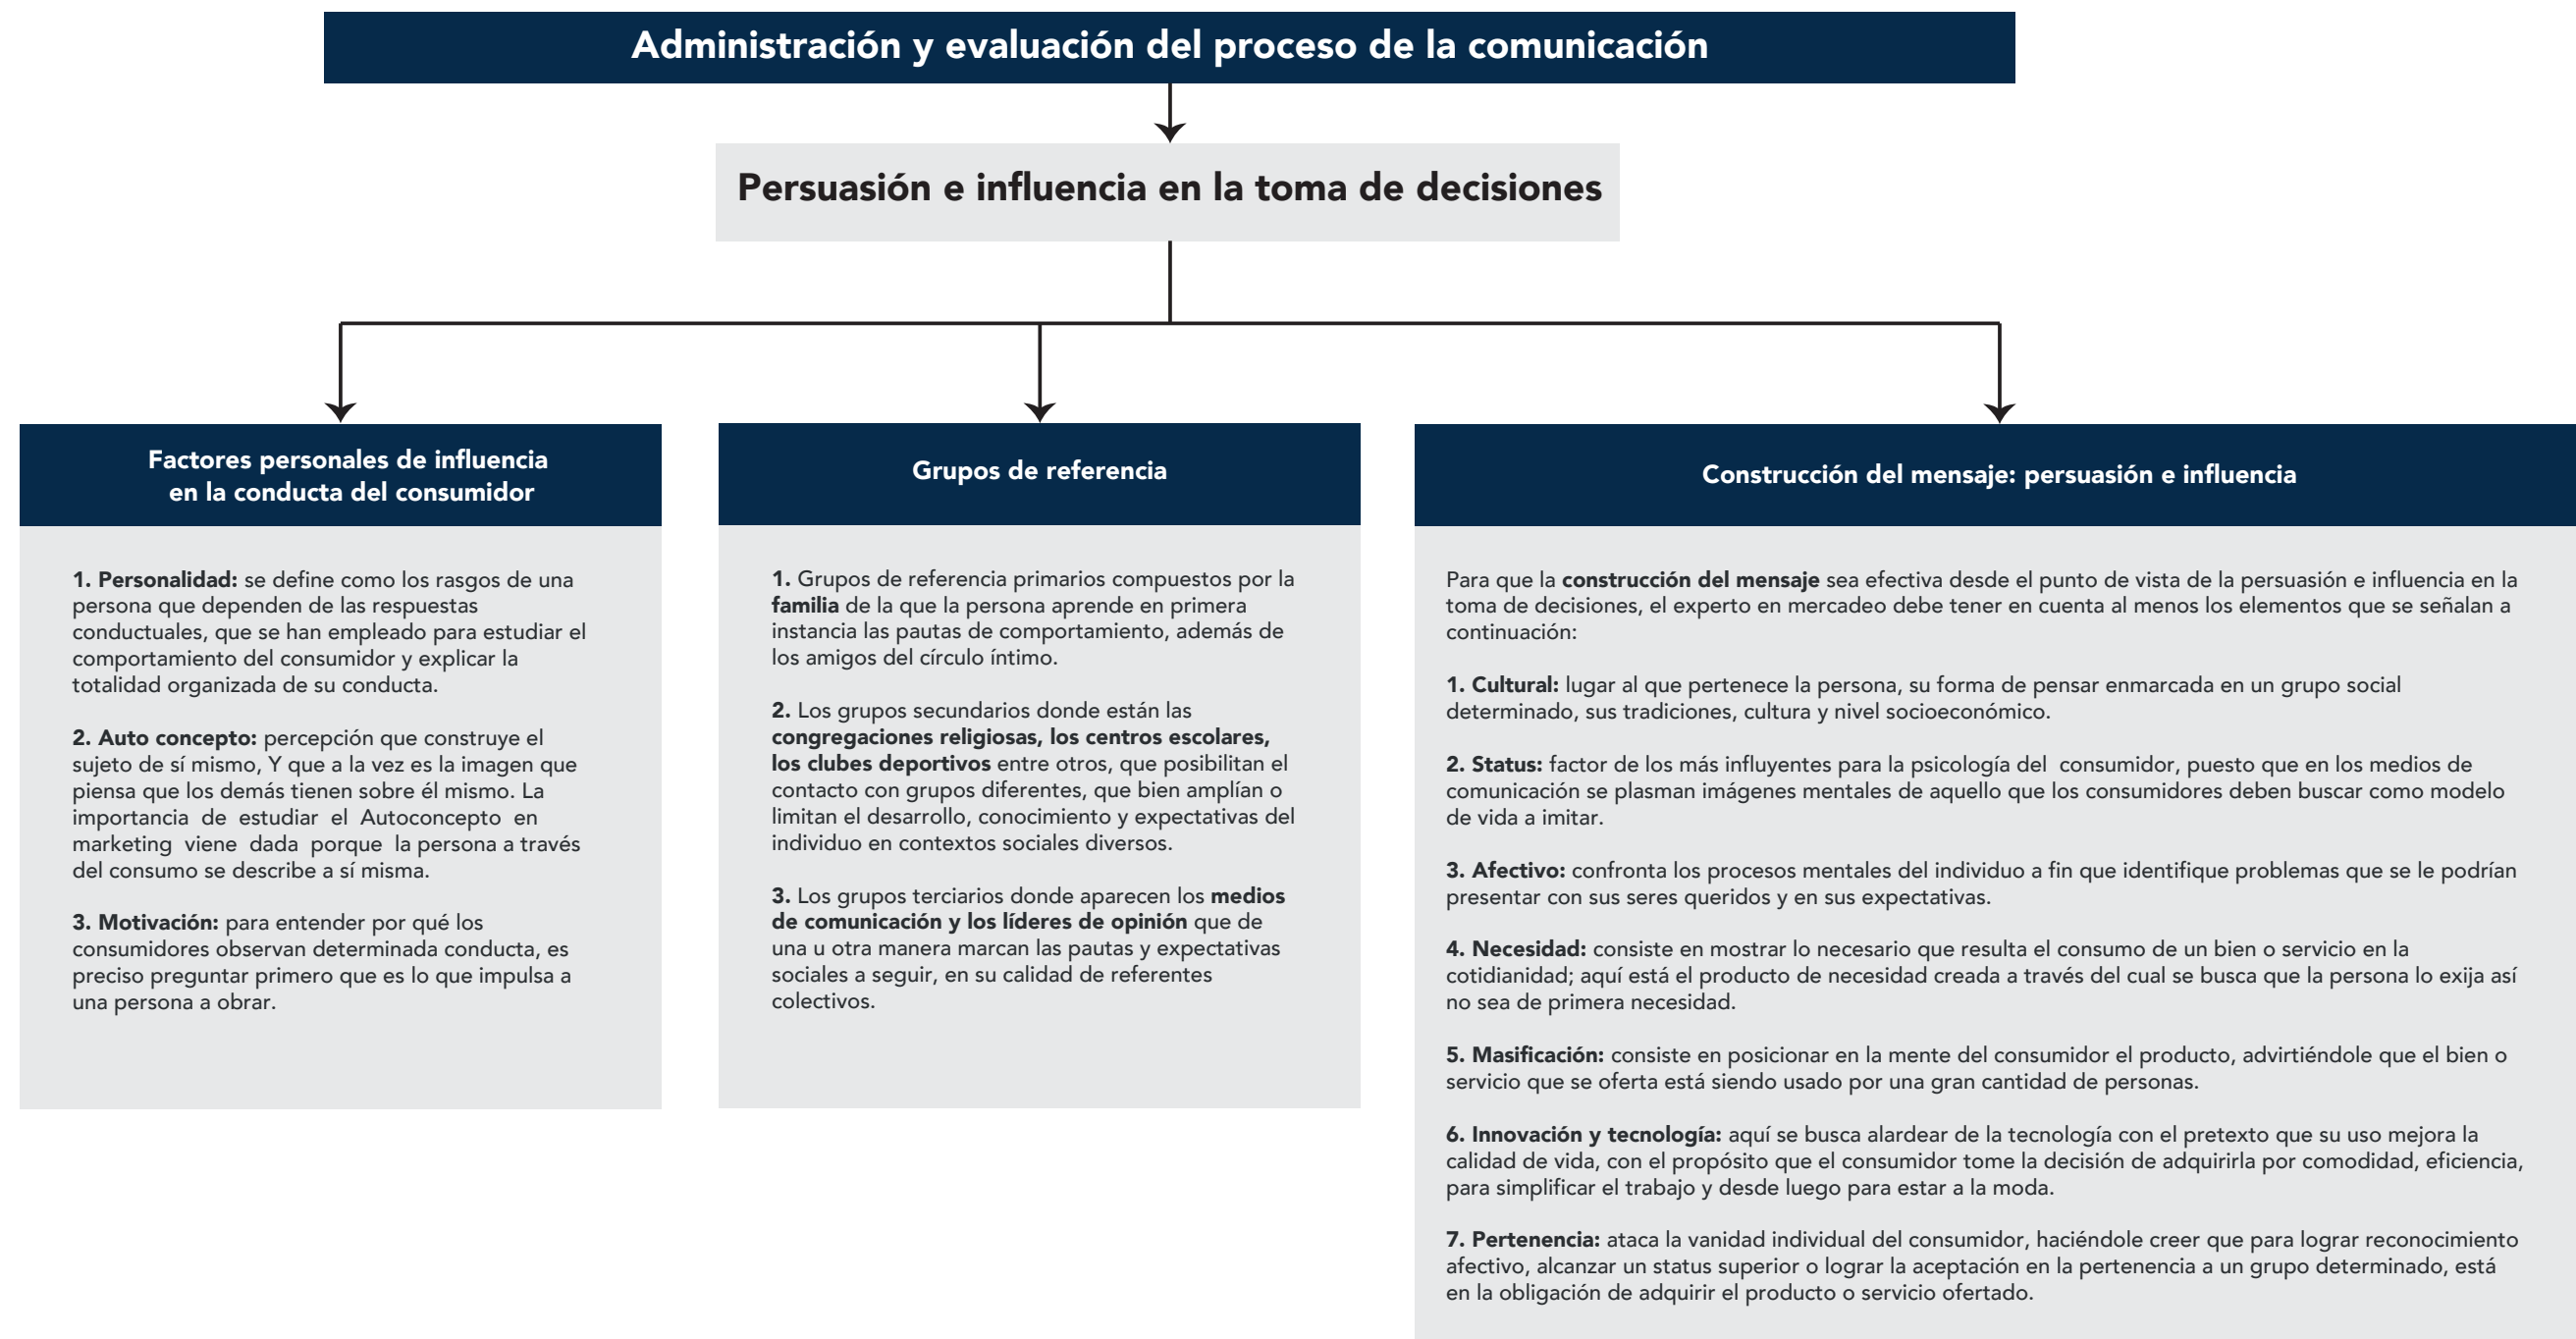 Administración y evaluación del proceso de la comunicación
Persuasión e influencia en la toma de decisiones
Factores personales de influencia
en la conducta del consumidor
1. Personalidad: se define como los rasgos de una
persona que dependen de las respuestas
conductuales, que se han empleado para estudiar el
comportamiento del consumidor y explicar la
totalidad organizada de su conducta.
2. Auto concepto: percepción que construye el
sujeto de sí mismo, Y que a la vez es la imagen que
piensa que los demás tienen sobre él mismo. La
importancia de estudiar el Autoconcepto en
marketing viene dada porque la persona a través
del consumo se describe a sí misma.
3. Motivación: para entender por qué los
consumidores observan determinada conducta, es
preciso preguntar primero que es lo que impulsa a
una persona a obrar.
Grupos de referencia
1. Grupos de referencia primarios compuestos por la
familia de la que la persona aprende en primera
instancia las pautas de comportamiento, además de
los amigos del círculo íntimo.
2. Los grupos secundarios donde están las
congregaciones religiosas, los centros escolares,
los clubes deportivos entre otros, que posibilitan el
contacto con grupos diferentes, que bien amplían o
limitan el desarrollo, conocimiento y expectativas del
individuo en contextos sociales diversos.
3. Los grupos terciarios donde aparecen los medios
de comunicación y los líderes de opinión que de
una u otra manera marcan las pautas y expectativas
sociales a seguir, en su calidad de referentes
colectivos.
Construcción del mensaje: persuasión e influencia
Para que la construcción del mensaje sea efectiva desde el punto de vista de la persuasión e influencia en la
toma de decisiones, el experto en mercadeo debe tener en cuenta al menos los elementos que se señalan a
continuación:
1. Cultural: lugar al que pertenece la persona, su forma de pensar enmarcada en un grupo social
determinado, sus tradiciones, cultura y nivel socioeconómico.
2. Status: factor de los más influyentes para la psicología del consumidor, puesto que en los medios de
comunicación se plasman imágenes mentales de aquello que los consumidores deben buscar como modelo
de vida a imitar.
3. Afectivo: confronta los procesos mentales del individuo a fin que identifique problemas que se le podrían
presentar con sus seres queridos y en sus expectativas.
4. Necesidad: consiste en mostrar lo necesario que resulta el consumo de un bien o servicio en la
cotidianidad; aquí está el producto de necesidad creada a través del cual se busca que la persona lo exija así
no sea de primera necesidad.
5. Masificación: consiste en posicionar en la mente del consumidor el producto, advirtiéndole que el bien o
servicio que se oferta está siendo usado por una gran cantidad de personas.
6. Innovación y tecnología: aquí se busca alardear de la tecnología con el pretexto que su uso mejora la
calidad de vida, con el propósito que el consumidor tome la decisión de adquirirla por comodidad, eficiencia,
para simplificar el trabajo y desde luego para estar a la moda.
7. Pertenencia: ataca la vanidad individual del consumidor, haciéndole creer que para lograr reconocimiento
afectivo, alcanzar un status superior o lograr la aceptación en la pertenencia a un grupo determinado, está
en la obligación de adquirir el producto o servicio ofertado.